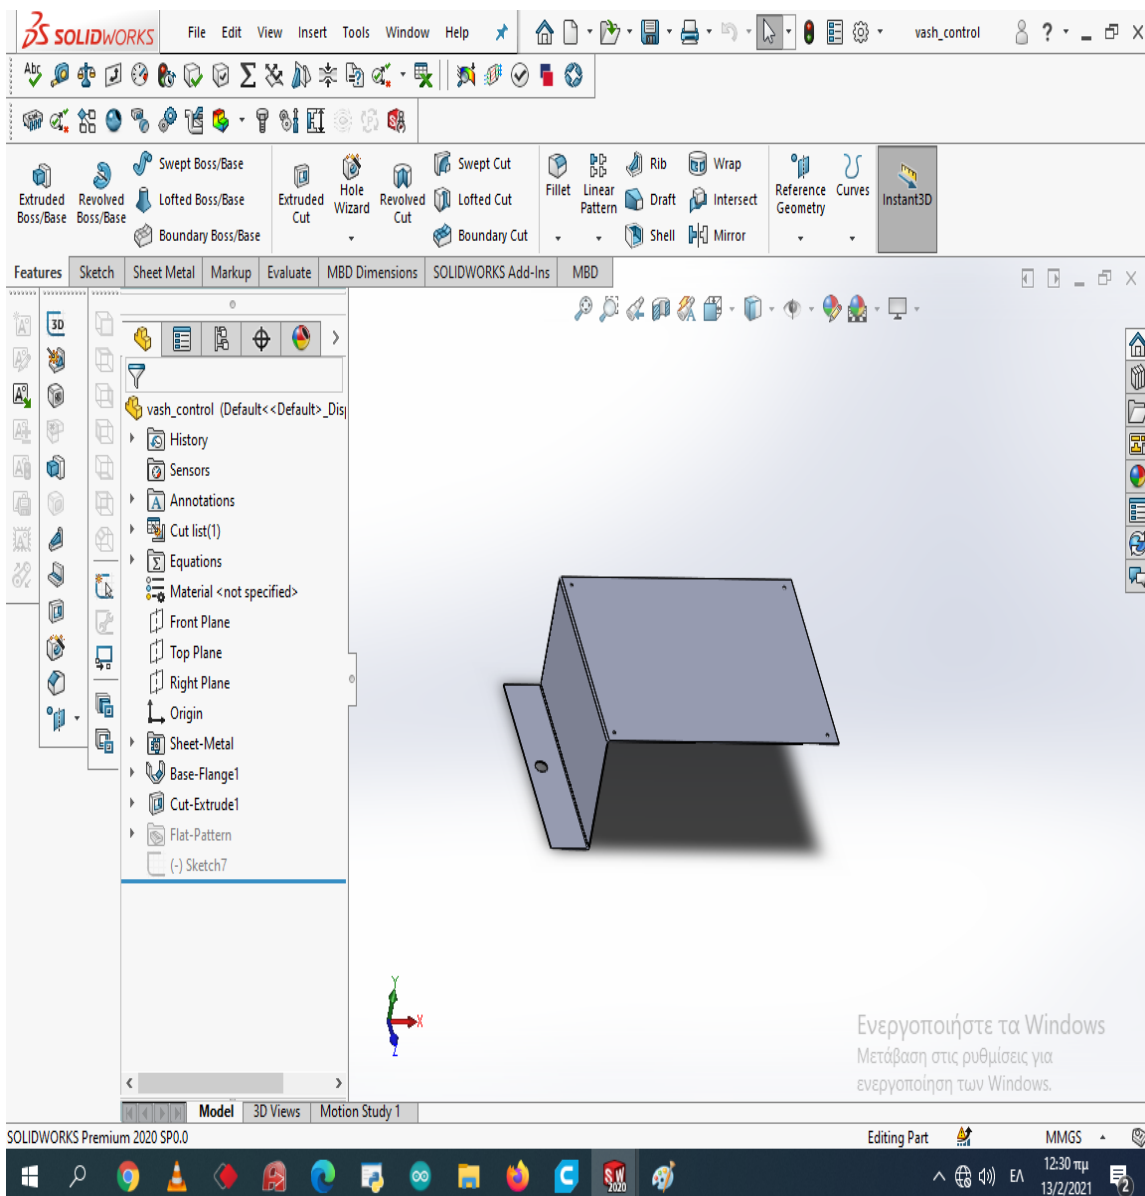 SOLIDWORKS File Edit View Insert Tools Window Help vash_control ?
Abc
Extruded Boss/Base
Revolved Boss/Base
Swept Boss/Base
Lofted Boss/Base
Boundary Boss/Base
Extruded Cut
Hole Wizard
Revolved Cut
Swept Cut
Lofted Cut
Boundary Cut
Fillet
Linear Pattern
Rib
Draft
Shell
Wrap
Intersect
Mirror
Reference Geometry
Curves
Instant3D
Features Sketch Sheet Metal Markup Evaluate MBD Dimensions SOLIDWORKS Add-Ins MBD
3D
vash_control (Default<<Default>_Disp
History
Sensors
Annotations
Cut list(1)
Equations
Material <not specified>
Front Plane
Top Plane
Right Plane
Origin
Sheet-Metal
Base-Flange1
Cut-Extrude1
Flat-Pattern
(-) Sketch7
Y
X
Z
Ενεργοποιήστε τα Windows
Μετάβαση στις ρυθμίσεις για
ενεργοποίηση των Windows.
Model 3D Views Motion Study 1
SOLIDWORKS Premium 2020 SP0.0 Editing Part MMGS
SW 2020
ΕΛ
12:30 πμ
13/2/2021
2